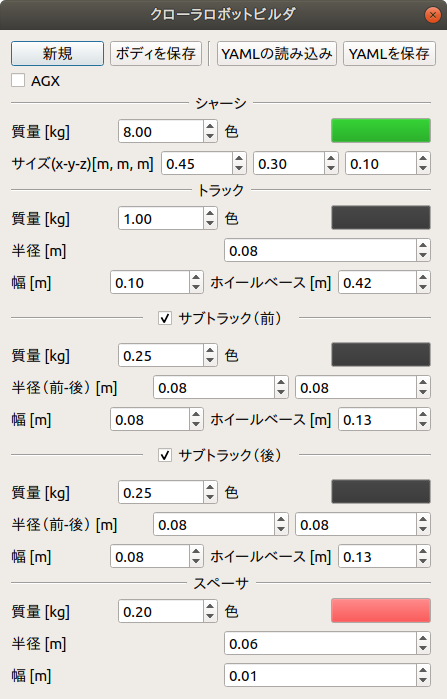 クローラロボットビルダ
新規 ボディを保存 YAMLの読み込み YAMLを保存
AGX
シャーシ
質量 [kg] 8.00 色
サイズ(x-y-z)[m, m, m] 0.45 0.30 0.10
トラック
質量 [kg] 1.00 色
半径 [m] 0.08
幅 [m] 0.10 ホイールベース [m] 0.42
サブトラック（前）
質量 [kg] 0.25 色
半径（前-後）[m] 0.08 0.08
幅 [m] 0.08 ホイールベース [m] 0.13
サブトラック（後）
質量 [kg] 0.25 色
半径（前-後）[m] 0.08 0.08
幅 [m] 0.08 ホイールベース [m] 0.13
スペーサ
質量 [kg] 0.20 色
半径 [m] 0.06
幅 [m] 0.01